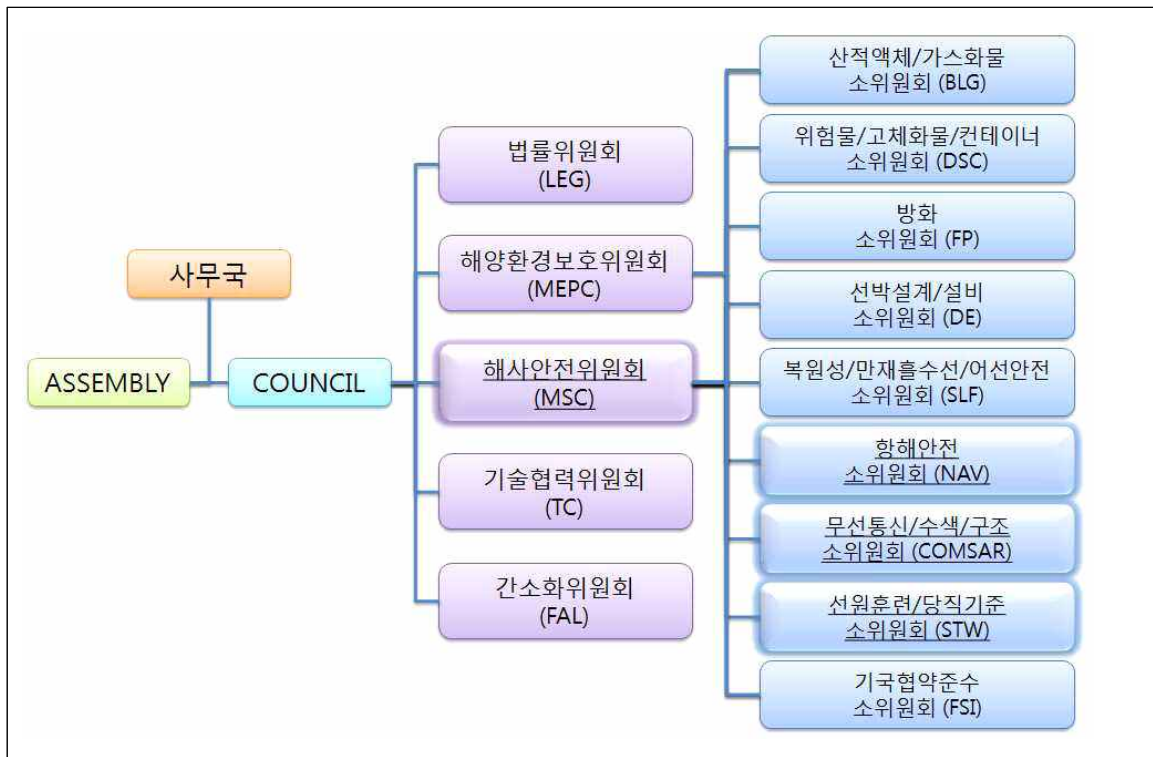 사무국
ASSEMBLY
COUNCIL
법률위원회
(LEG)
해양환경보호위원회
(MEPC)
해사안전위원회
(MSC)
기술협력위원회
(TC)
간소화위원회
(FAL)
산적액체/가스화물
소위원회 (BLG)
위험물/고체화물/컨테이너
소위원회 (DSC)
방화
소위원회 (FP)
선박설계/설비
소위원회 (DE)
복원성/만재흘수선/어선안전
소위원회 (SLF)
항해안전
소위원회 (NAV)
무선통신/수색/구조
소위원회 (COMSAR)
선원훈련/당직기준
소위원회 (STW)
기국협약준수
소위원회 (FSI)